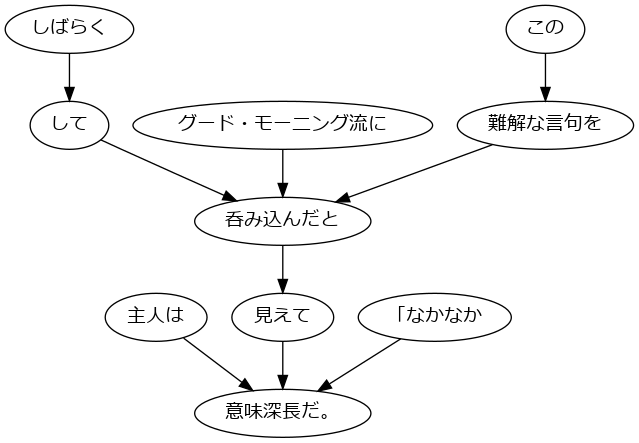 しばらく
この
して
グード・モーニング流に
難解な言句を
呑み込んだと
主人は
見えて
「なかなか
意味深長だ。